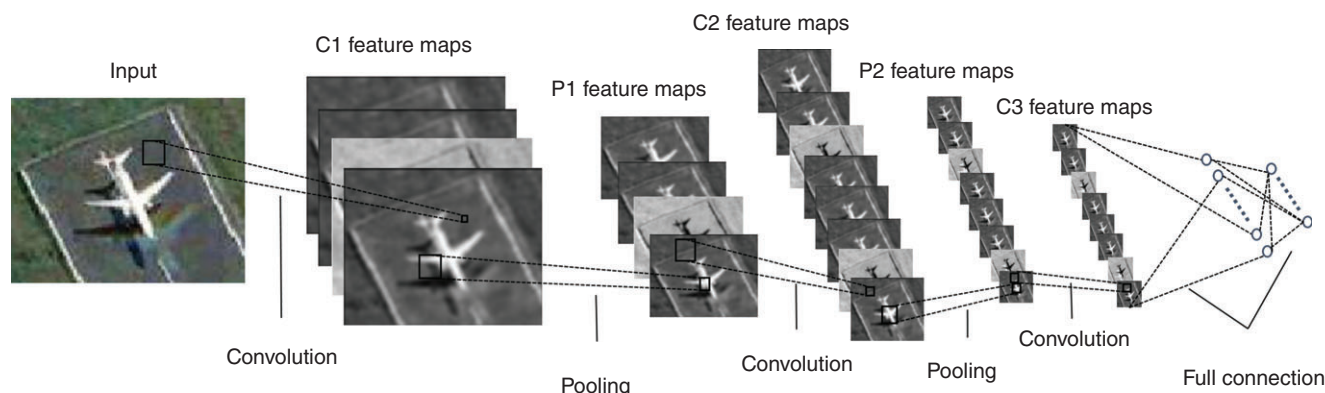 Input
C1 feature maps
P1 feature maps
C2 feature maps
P2 feature maps
C3 feature maps
Convolution
Pooling
Convolution
Pooling
Convolution
Full connection